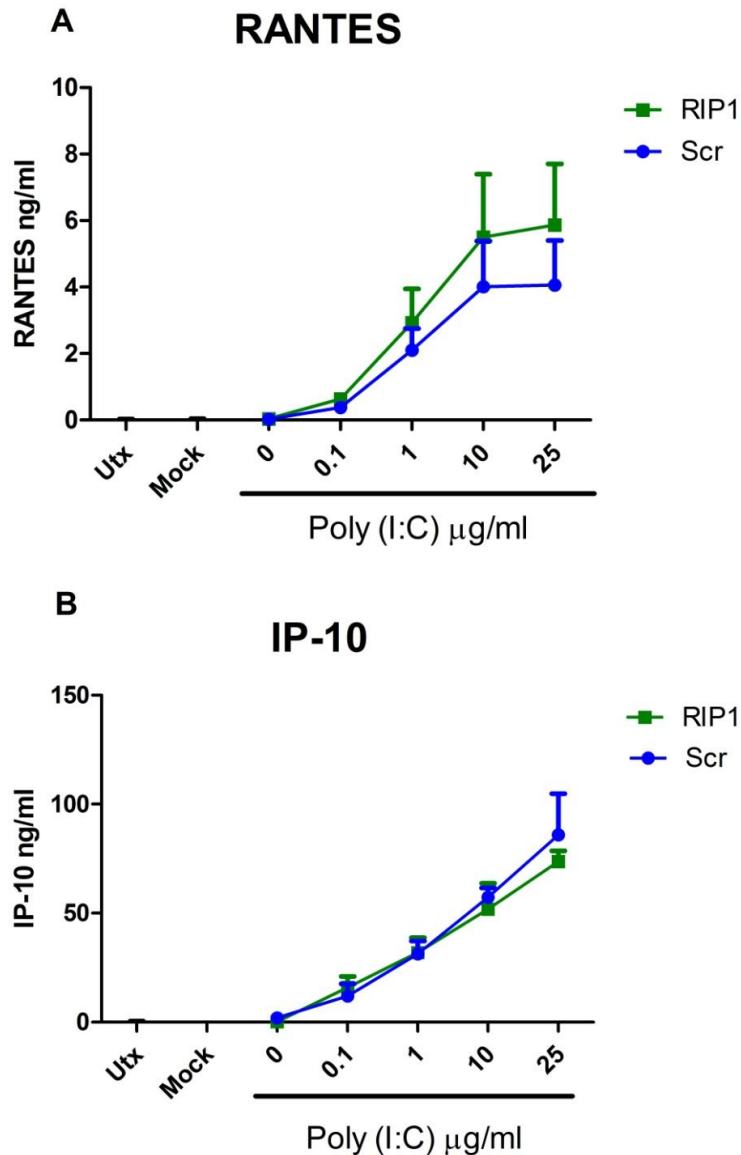 A
RANTES
RANTES ng/ml
10
8
6
4
2
0
Utx
Mock
0
0.1
1
10
25
Poly (I:C) μg/ml
RIP1
Scr
B
IP-10
IP-10 ng/ml
150
100
50
0
Utx
Mock
0
0.1
1
10
25
Poly (I:C) μg/ml
RIP1
Scr